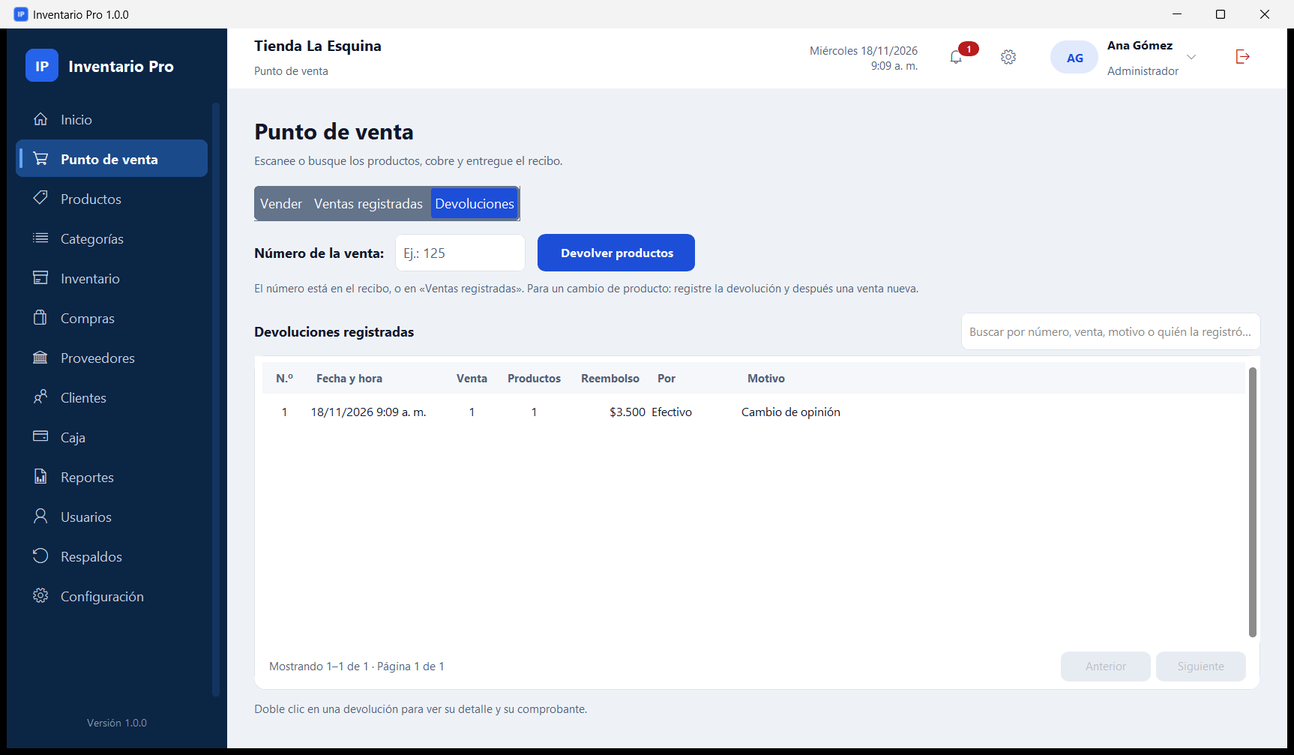 IP Inventario Pro 1.0.0
IP Inventario Pro
Inicio
Punto de venta
Productos
Categorías
Inventario
Compras
Proveedores
Clientes
Caja
Reportes
Usuarios
Respaldos
Configuración
Versión 1.0.0
Tienda La Esquina
Punto de venta
Miércoles 18/11/2026
9:09 a. m.
1
AG
Ana Gómez
Administrador
Punto de venta
Escanee o busque los productos, cobre y entregue el recibo.
Vender Ventas registradas Devoluciones
Número de la venta: Ej.: 125 Devolver productos
El número está en el recibo, o en «Ventas registradas». Para un cambio de producto: registre la devolución y después una venta nueva.
Devoluciones registradas Buscar por número, venta, motivo o quién la registró...
N.º Fecha y hora Venta Productos Reembolso Por Motivo
1 18/11/2026 9:09 a. m. 1 1 $3.500 Efectivo Cambio de opinión
Mostrando 1–1 de 1 · Página 1 de 1 Anterior Siguiente
Doble clic en una devolución para ver su detalle y su comprobante.